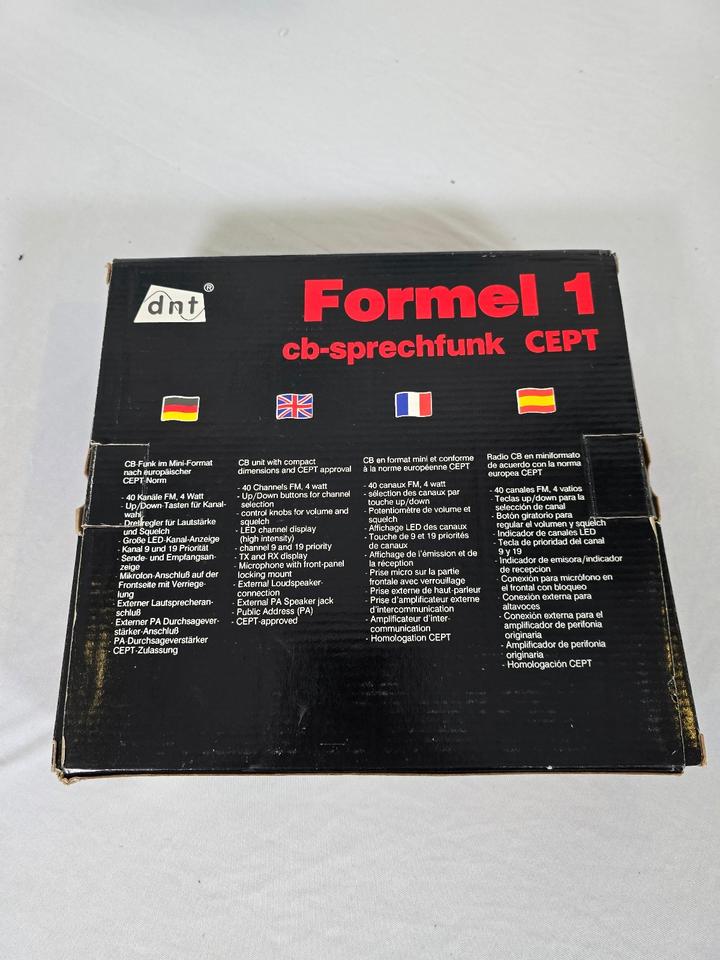 dnt®
Formel 1
cb-sprechfunk CEPT
CB-Funk im Mini-Format
nach europäischer
CEPT-Norm
- 40 Kanäle FM, 4 Watt
- Up/Down-Tasten für Kanal-
wahl
- Drehregler für Lautstärke
und Squelch
- Große LED-Kanal-Anzeige
- Kanal 9 und 19 Priorität
- Sende- und Empfangsan-
zeige
- Mikrofon-Anschluß auf der
Frontseite mit Verriege-
lung
- Externer Lautsprecheran-
schluß
- Externer PA Durchsagever-
stärker-Anschluß
PA-Durchsageverstärker
CEPT-Zulassung
CB unit with compact
dimensions and CEPT approval
- 40 Channels FM, 4 watt
- Up/Down buttons for channel
selection
- control knobs for volume and
squelch
- LED channel display
(high intensity)
- channel 9 and 19 priority
- TX and RX display
- Microphone with front-panel
locking mount
- External Loudspeaker-
connection
- External PA Speaker jack
- Public Address (PA)
- CEPT-approved
CB en format mini et conforme
à la norme européenne CEPT
- 40 canaux FM, 4 watt
- sélection des canaux par
touche up/down
- Potentiomètre de volume et
squelch
- Affichage LED des canaux
- Touche de 9 et 19 priorités
de canaux
- Affichage de l'émission et de
la réception
- Prise micro sur la partie
frontale avec verrouillage
- Prise externe de haut-parleur
- Prise d'amplificateur externe
d'intercommunication
- Amplificateur d'inter-
communication
- Homologation CEPT
Radio CB en miniformato
de acuerdo con la norma
europea CEPT
- 40 canales FM, 4 vatios
- Teclas up/down para la
selección de canal
- Botón giratorio para
regular el volumen y squelch
- Indicador de canales LED
- Tecla de prioridad del canal
9 y 19
- Indicador de emisora/indicador
de recepcion
- Conexión para micrófono en
el frontal con bloqueo
- Conexión externa para
altavoces
- Conexión externa para el
amplificador de perifonia
originaria
- Amplificador de perifonia
originaria
- Homologación CEPT